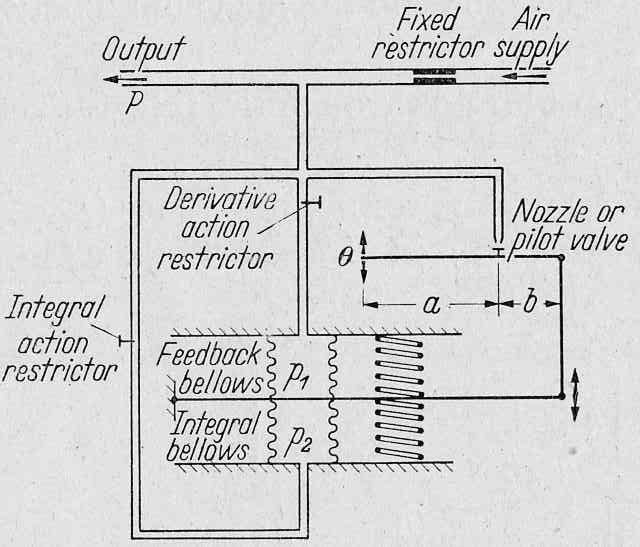 Output
p
Fixed
restrictor
Air
supply
Derivative
action
restrictor
Nozzle or
pilot valve
θ
a
b
Integral
action
restrictor
Feedback
bellows
p1
Integral
bellows
p2